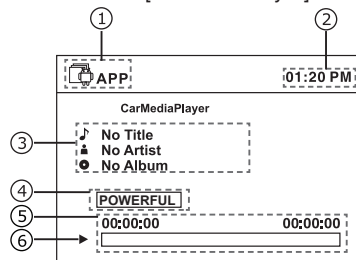 ① ②
APP 01:20 PM
CarMediaPlayer
③ No Title
No Artist
No Album
④ POWERFUL
⑤ 00:00:00 00:00:00
⑥